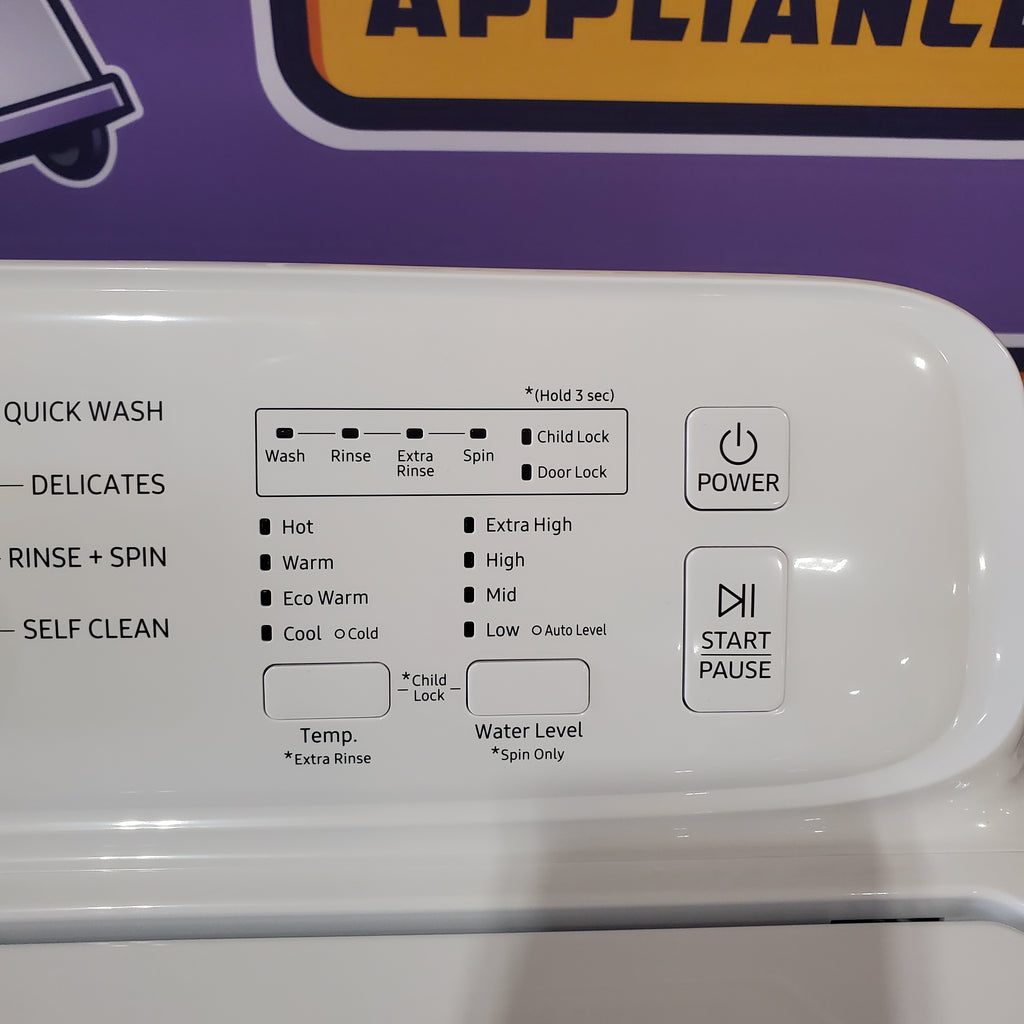 APPLIANCE
QUICK WASH
DELICATES
RINSE + SPIN
SELF CLEAN
*(Hold 3 sec)
Wash Rinse Extra Rinse Spin
Child Lock
Door Lock
Hot
Warm
Eco Warm
Cool Cold
Extra High
High
Mid
Low Auto Level
*Child
Lock
Temp.
*Extra Rinse
Water Level
*Spin Only
POWER
START
PAUSE